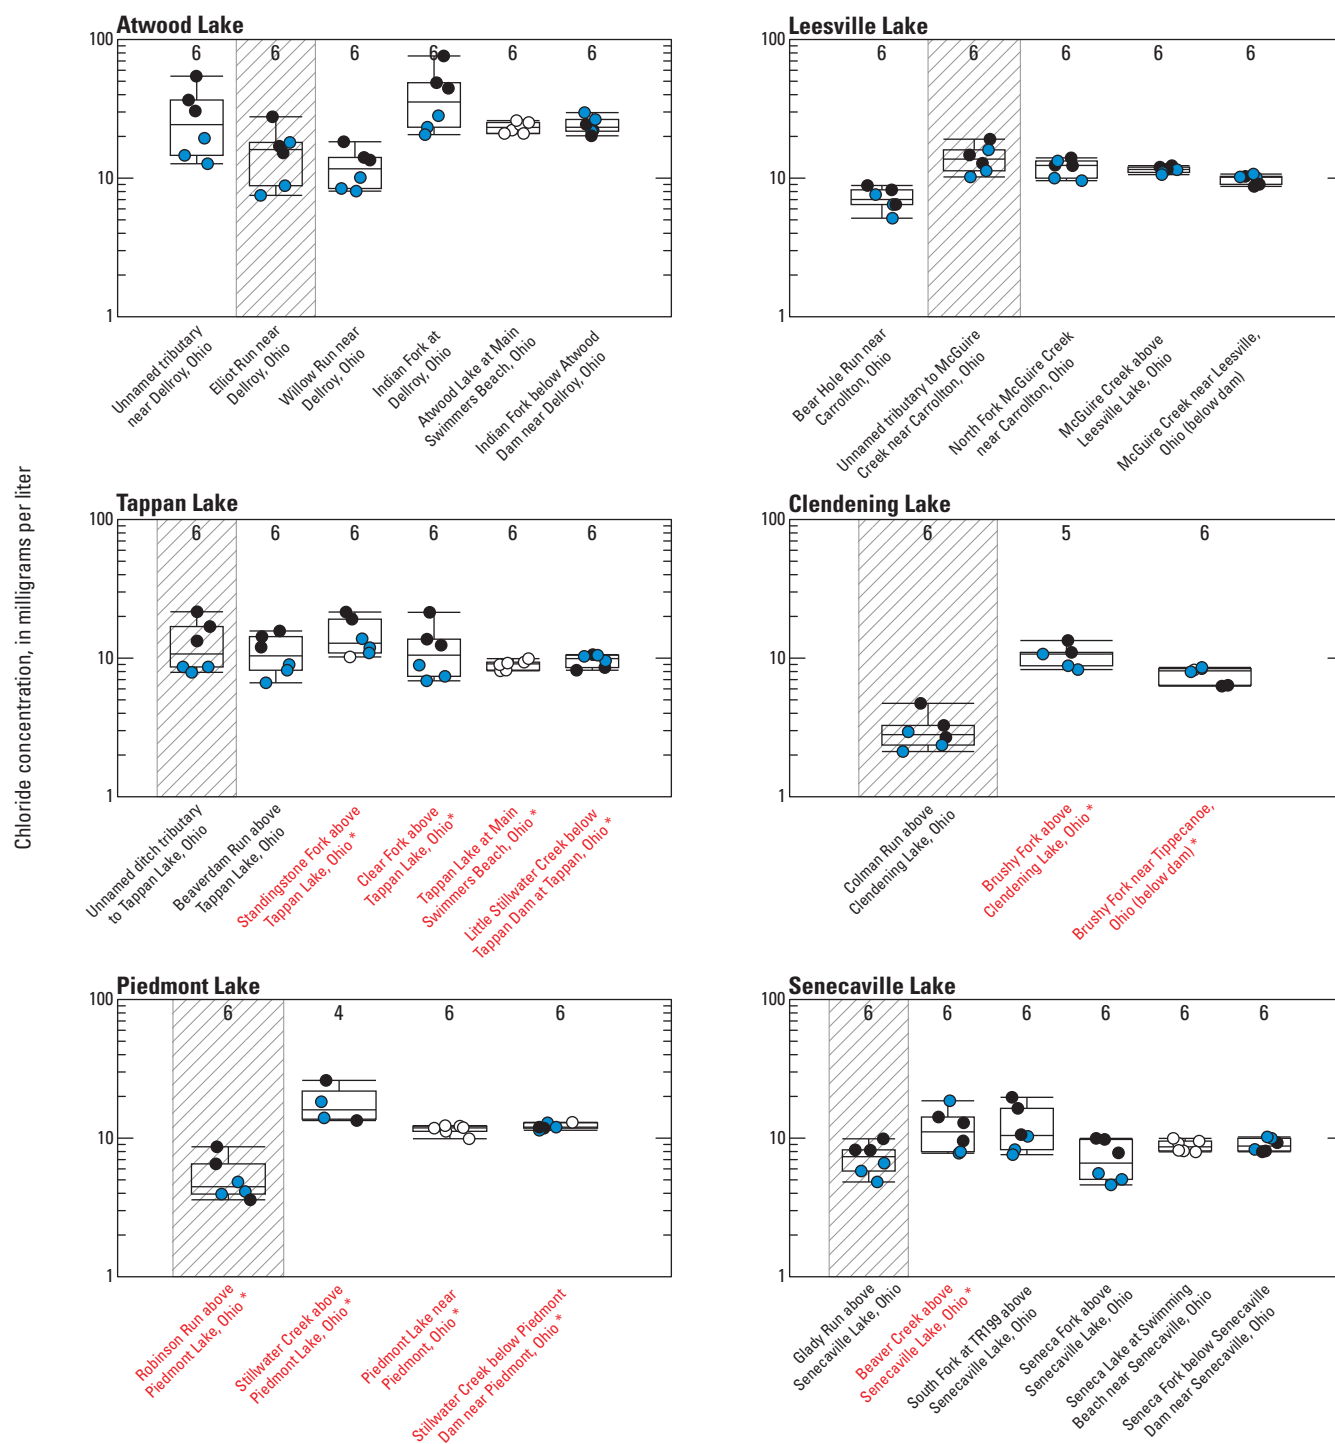 Chloride concentration, in milligrams per liter
Atwood Lake
100
10
1
6 6 6 6 6 6
Unnamed tributary
near Dellroy, Ohio
Elliot Run near
Dellroy, Ohio
Willow Run near
Dellroy, Ohio
Indian Fork at
Dellroy, Ohio
Atwood Lake at Main
Swimmers Beach, Ohio
Indian Fork below Atwood
Dam near Dellroy, Ohio
Leesville Lake
100
10
1
6 6 6 6 6
Bear Hole Run near
Carrollton, Ohio
Unnamed tributary to McGuire
Creek near Carrollton, Ohio
North Fork McGuire Creek
near Carrollton, Ohio
McGuire Creek above
Leesville Lake, Ohio
McGuire Creek near Leesville,
Ohio (below dam)
Tappan Lake
100
10
1
6 6 6 6 6 6
Unnamed ditch tributary
to Tappan Lake, Ohio
Beaverdam Run above
Tappan Lake, Ohio
Standingstone Fork above
Tappan Lake, Ohio *
Clear Fork above
Tappan Lake, Ohio *
Tappan Lake at Main
Swimmers Beach, Ohio *
Little Stillwater Creek below
Tappan Dam at Tappan, Ohio *
Clendening Lake
100
10
1
6 5 6
Colman Run above
Clendening Lake, Ohio
Brushy Fork above
Clendening Lake, Ohio *
Brushy Fork near Tippecanoe,
Ohio (below dam) *
Piedmont Lake
100
10
1
6 4 6 6
Robinson Run above
Piedmont Lake, Ohio *
Stillwater Creek above
Piedmont Lake, Ohio *
Piedmont Lake near
Piedmont, Ohio *
Stillwater Creek below Piedmont
Dam near Piedmont, Ohio *
Senecaville Lake
100
10
1
6 6 6 6 6 6
Glady Run above
Senecaville Lake, Ohio
Beaver Creek above
Senecaville Lake, Ohio *
South Fork at TR199 above
Senecaville Lake, Ohio
Seneca Fork above
Senecaville Lake, Ohio
Seneca Lake at Swimming
Beach near Senecaville, Ohio
Seneca Fork below Senecaville
Dam near Senecaville, Ohio